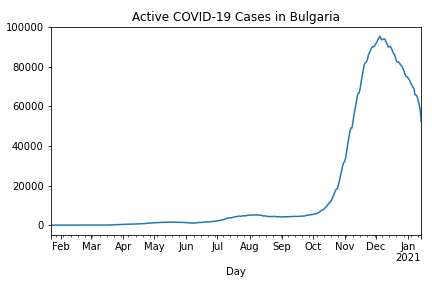 Active COVID-19 Cases in Bulgaria
100000
80000
60000
40000
20000
0
Feb Mar Apr May Jun Jul Aug Sep Oct Nov Dec Jan
2021
Day